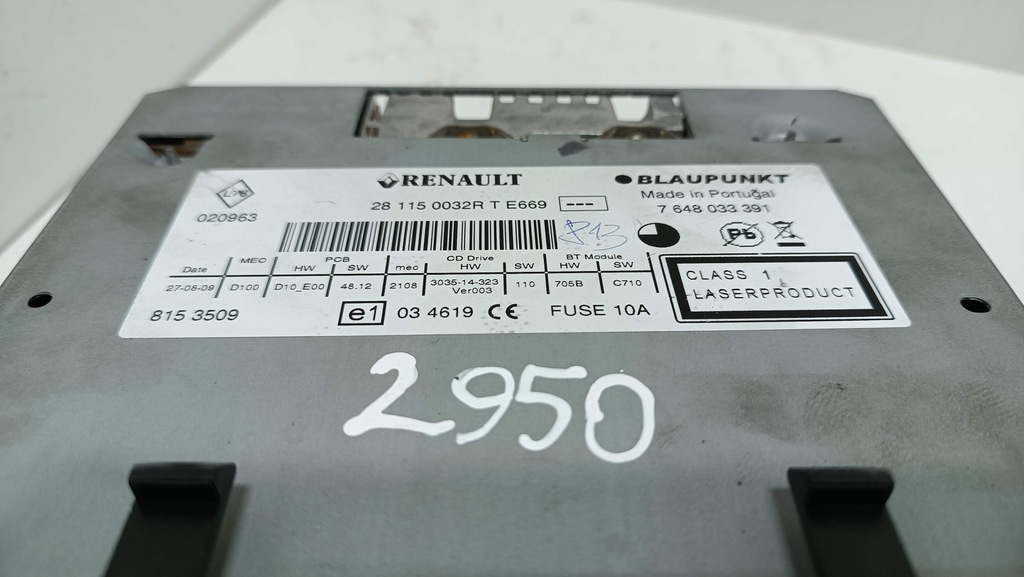 RENAULT
BLAUPUNKT
28 115 0032R T E669 ---
Made in Portugal
020963
7 648 033 391
Pb
Date MEC PCB HW SW mec CD Drive HW SW BT Module HW SW
27-08-09 D100 D10_E00 48.12 2108 3035-14-323 Ver003 110 705B C710
CLASS 1
LASERPRODUCT
815 3509
e1 03 4619 CE FUSE 10A
2950